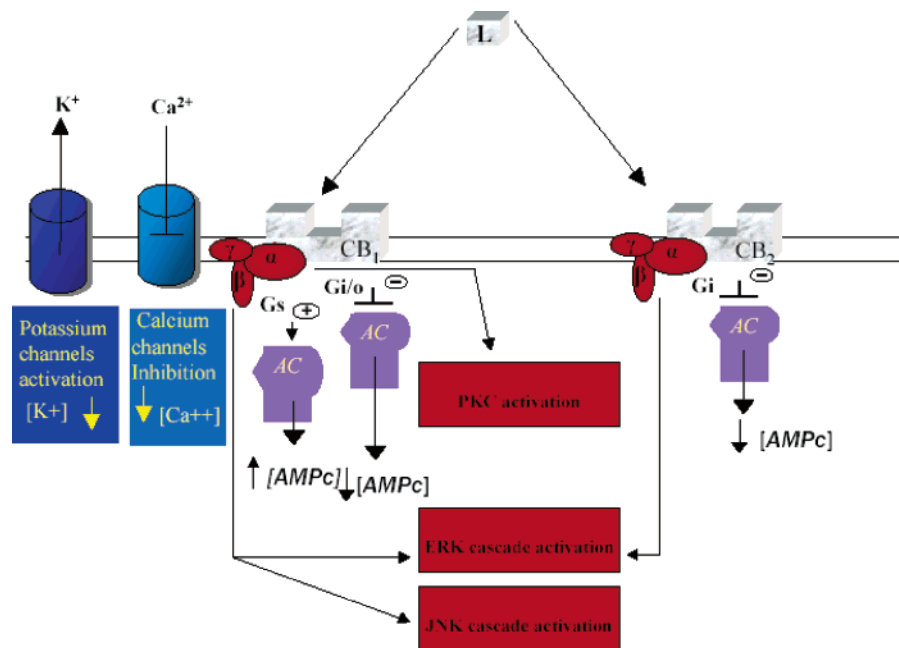 L
K+
Ca2+
γ
α
β
CB1
γ
α
β
CB2
Gs
+
Gi/o
-
Gi
-
AC
AC
AC
Potassium
channels
activation
[K+]
Calcium
channels
Inhibition
[Ca++]
PKC activation
[AMPc]
[AMPc]
[AMPc]
ERK cascade activation
JNK cascade activation